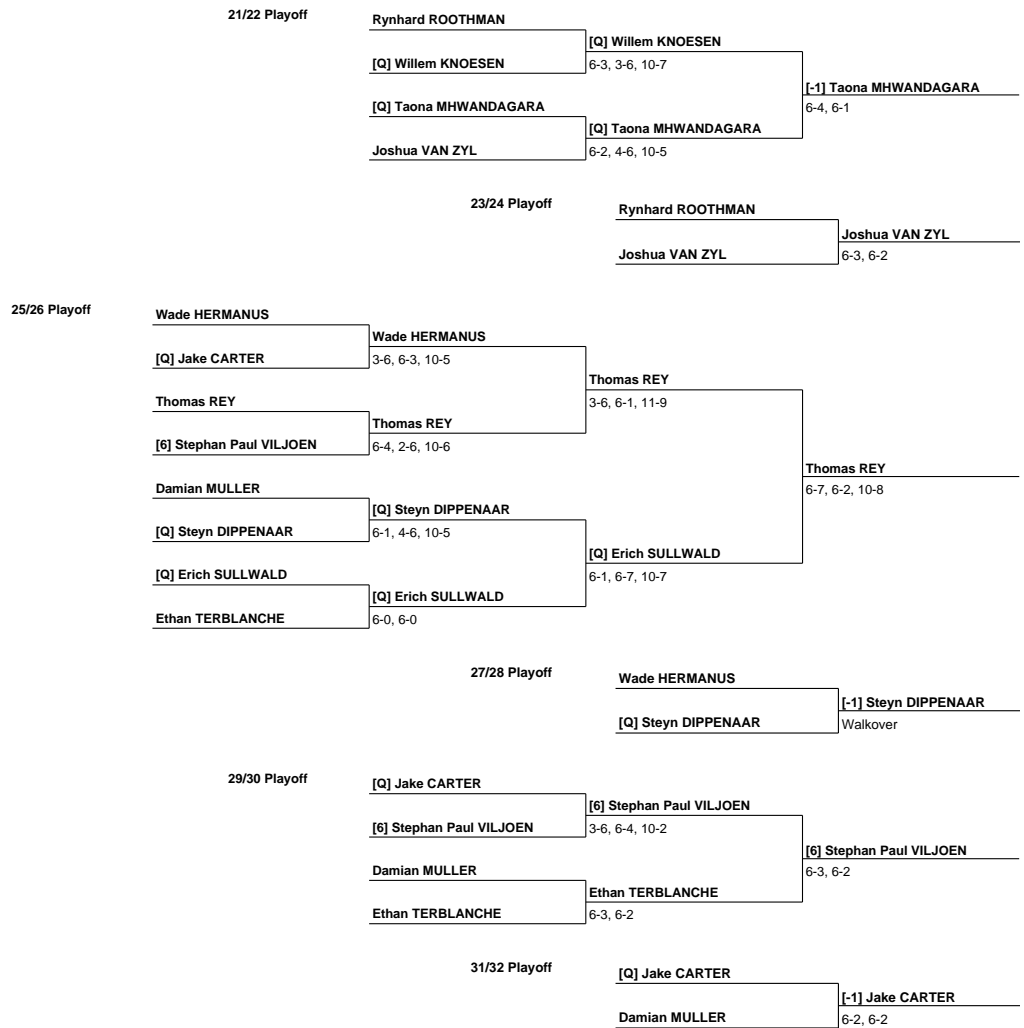 21/22 Playoff
Rynhard ROOTHMAN
[Q] Willem KNOESEN
[Q] Willem KNOESEN
6-3, 3-6, 10-7
[-1] Taona MHWANDAGARA
6-4, 6-1
[Q] Taona MHWANDAGARA
[Q] Taona MHWANDAGARA
Joshua VAN ZYL
6-2, 4-6, 10-5
23/24 Playoff
Rynhard ROOTHMAN
Joshua VAN ZYL
Joshua VAN ZYL
6-3, 6-2
25/26 Playoff
Wade HERMANUS
Wade HERMANUS
[Q] Jake CARTER
3-6, 6-3, 10-5
Thomas REY
3-6, 6-1, 11-9
Thomas REY
Thomas REY
[6] Stephan Paul VILJOEN
6-4, 2-6, 10-6
Thomas REY
6-7, 6-2, 10-8
Damian MULLER
[Q] Steyn DIPPENAAR
[Q] Steyn DIPPENAAR
6-1, 4-6, 10-5
[Q] Erich SULLWALD
6-1, 6-7, 10-7
[Q] Erich SULLWALD
[Q] Erich SULLWALD
Ethan TERBLANCHE
6-0, 6-0
27/28 Playoff
Wade HERMANUS
[-1] Steyn DIPPENAAR
[Q] Steyn DIPPENAAR
Walkover
29/30 Playoff
[Q] Jake CARTER
[6] Stephan Paul VILJOEN
[6] Stephan Paul VILJOEN
3-6, 6-4, 10-2
[6] Stephan Paul VILJOEN
6-3, 6-2
Damian MULLER
Ethan TERBLANCHE
Ethan TERBLANCHE
6-3, 6-2
31/32 Playoff
[Q] Jake CARTER
[-1] Jake CARTER
Damian MULLER
6-2, 6-2